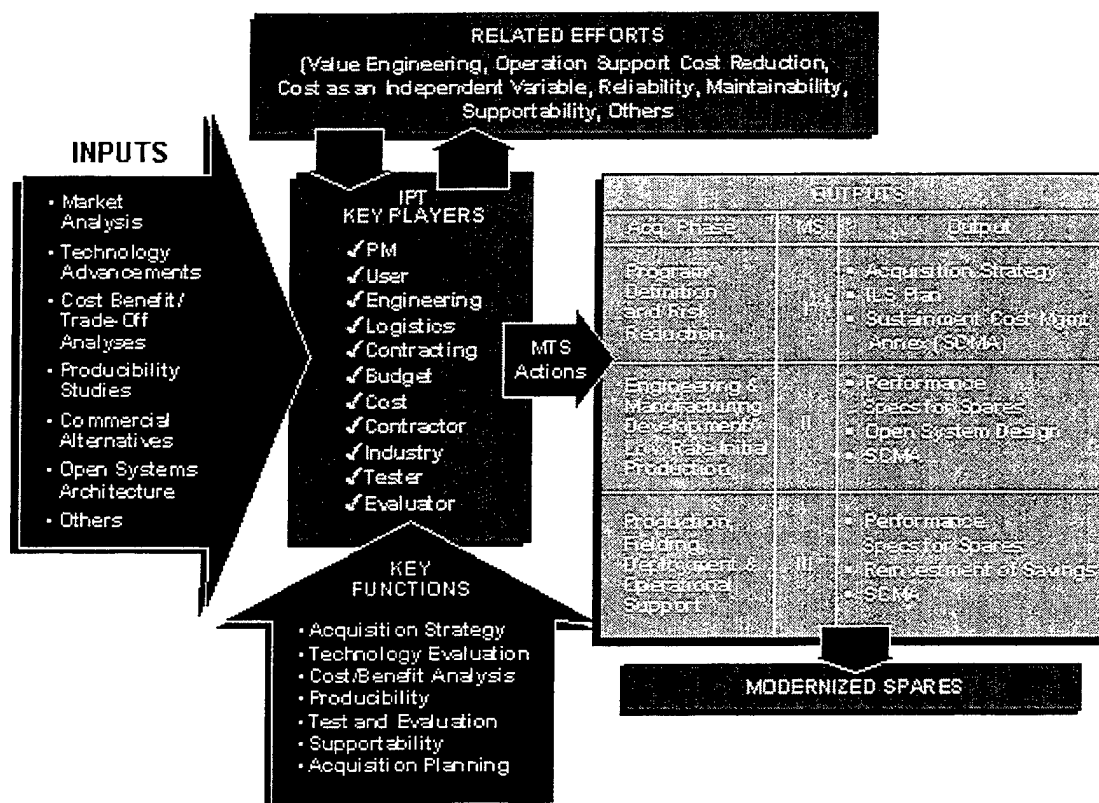 RELATED EFFORTS
(Value Engineering, Operation Support Cost Reduction,
Cost as an Independent Variable, Reliability, Maintainability,
Supportability, Others
INPUTS
• Market
Analysis
• Technology
Advancements
• Cost Benefit/
Trade-Off
Analyses
• Producibility
Studies
• Commercial
Alternatives
• Open Systems
Architecture
• Others
IPT
KEY PLAYERS
✓PM
✓User
✓Engineering
✓Logistics
✓Contracting
✓Budget
✓Cost
✓Contractor
✓Industry
✓Tester
✓Evaluator
MTS
Actions
KEY
FUNCTIONS
• Acquisition Strategy
• Technology Evaluation
• Cost/Benefit Analysis
• Producibility
• Test and Evaluation
• Supportability
• Acquisition Planning
OUTPUTS
Acq. Phase MS Output
Program
Definition
and Risk
Reduction
• Acquisition Strategy
• ILS Plan
• Sustainment Cost Mgmt
Annex (SCMA)
Engineering &
Manufacturing
Development/
Low Rate Initial
Production
II
• Performance
Specs for Spares
• Open System Design
• SCMA
Production,
Fielding,
Deployment &
Operational
Support
III
• Performance
Specs for Spares
• Reinvestment of Savings
• SCMA
MODERNIZED SPARES